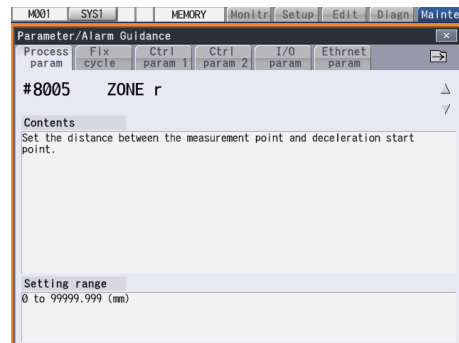 M001 SYS1 MEMORY Monitr Setup Edit Diagn Mainte
Parameter/Alarm Guidance
Process param Fix cycle Ctrl param 1 Ctrl param 2 I/O param Ethrnet param
#8005 ZONE r
Contents
Set the distance between the measurement point and deceleration start
point.
Setting range
0 to 99999.999 (mm)